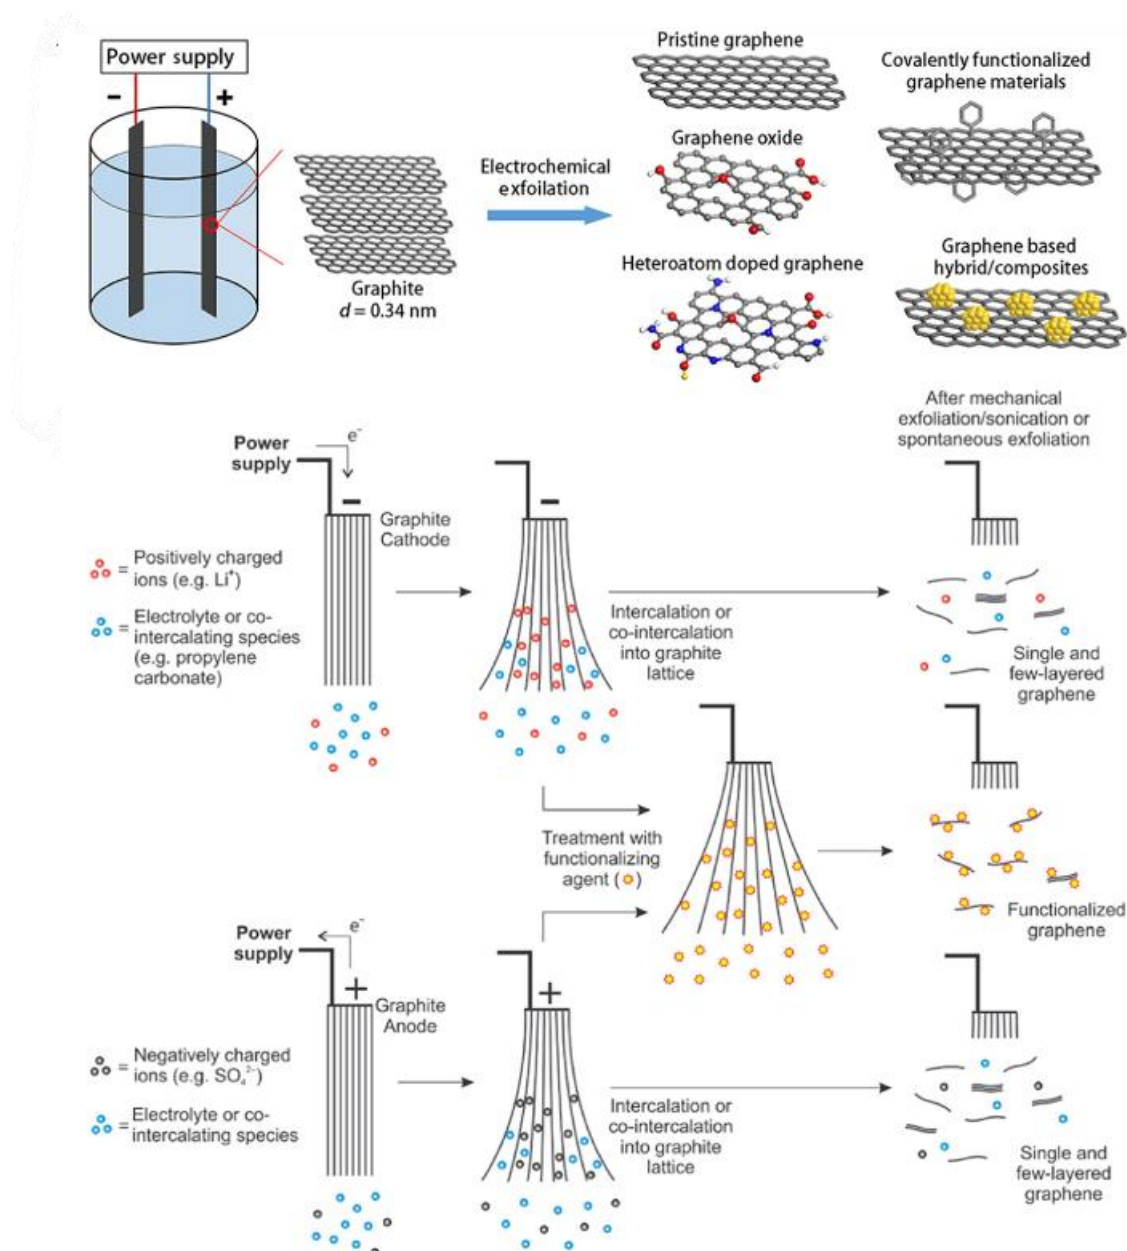 Power supply
-
+
Graphite
d = 0.34 nm
Electrochemical
exfoilation
Pristine graphene
Graphene oxide
Heteroatom doped graphene
Covalently functionalized
graphene materials
Graphene based
hybrid/composites
After mechanical
exfoliation/sonication or
spontaneous exfoliation
Power
supply
e⁻
−
Graphite
Cathode
= Positively charged
ions (e.g. Li⁺)
= Electrolyte or co-
intercalating species
(e.g. propylene
carbonate)
−
Intercalation or
co-intercalation
into graphite
lattice
Single and
few-layered
graphene
Treatment with
functionalizing
agent ( )
Functionalized
graphene
Power
supply
e⁻
+
Graphite
Anode
= Negatively charged
ions (e.g. SO₄²⁻)
= Electrolyte or co-
intercalating species
+
Intercalation or
co-intercalation
into graphite
lattice
Single and
few-layered
graphene